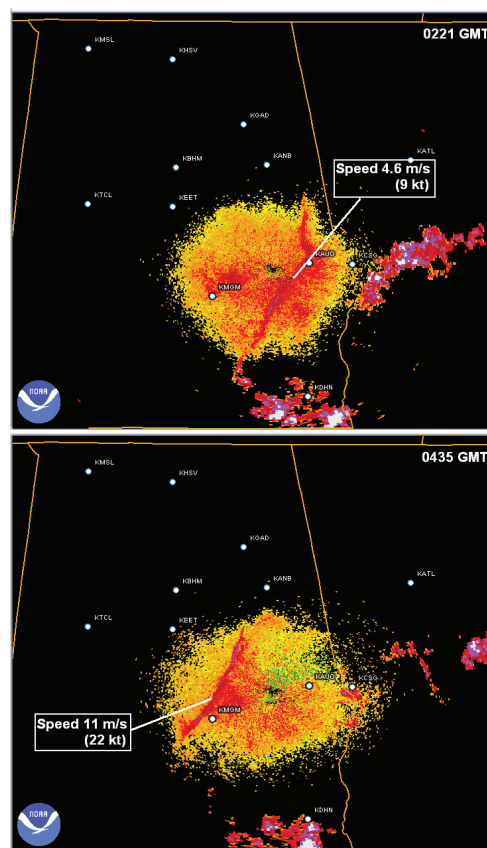 0221 GMT
KMSL
KHSV
KGAD
KATL
KBHM
KANB
Speed 4.6 m/s
(9 kt)
KTCL
KEET
KAUO
KCSG
KMGM
KDHN
NOAA
0435 GMT
KMSL
KHSV
KGAD
KATL
KBHM
KANB
KTCL
KEET
KAUO
KCSG
Speed 11 m/s
(22 kt)
KMGM
KDHN
NOAA